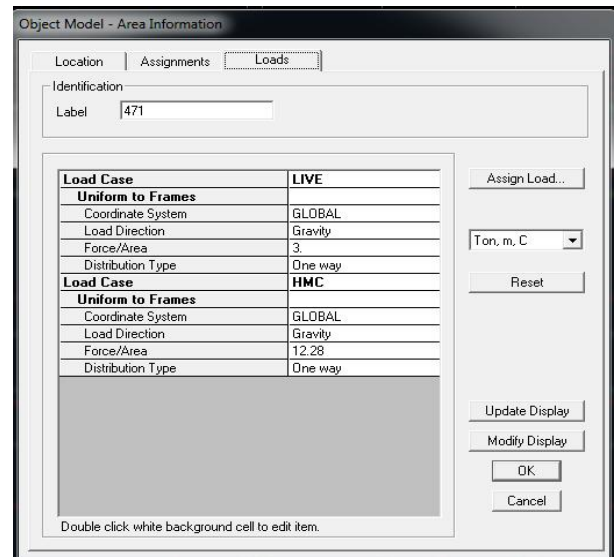 Object Model - Area Information
Location Assignments Loads
Identification
Label 471
Load Case LIVE
Uniform to Frames
Coordinate System GLOBAL
Load Direction Gravity
Force/Area 3.
Distribution Type One way
Load Case HMC
Uniform to Frames
Coordinate System GLOBAL
Load Direction Gravity
Force/Area 12.28
Distribution Type One way
Double click white background cell to edit item.
Assign Load...
Ton, m, C
Reset
Update Display
Modify Display
OK
Cancel